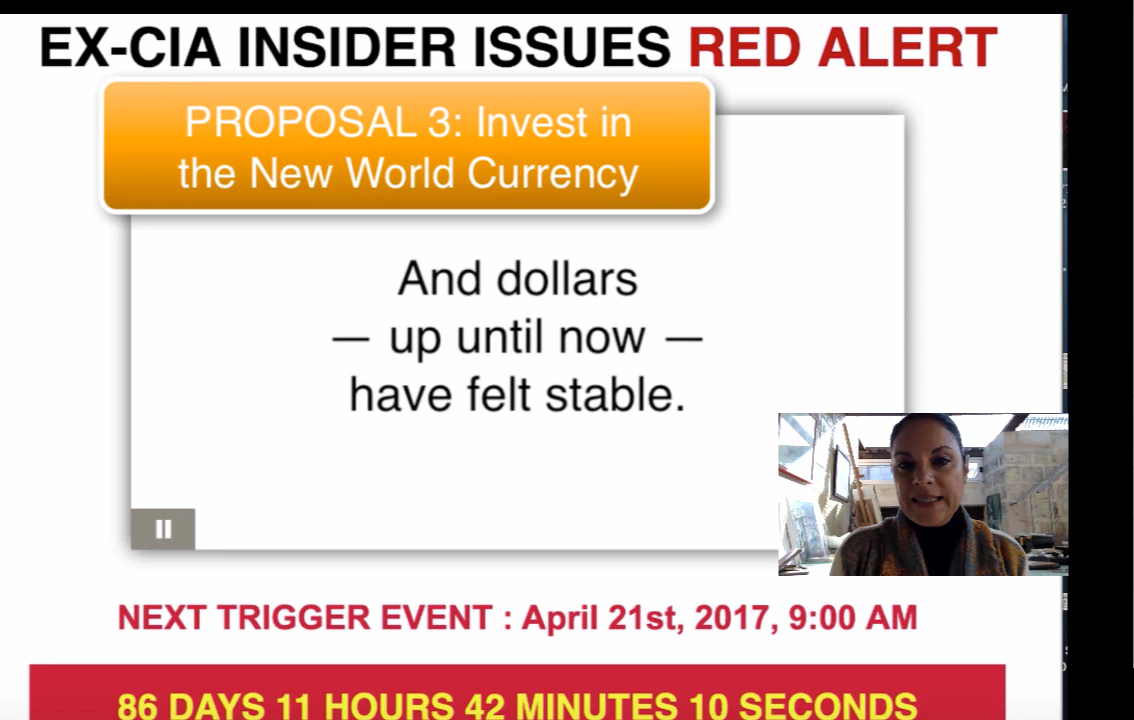 EX-CIA INSIDER ISSUES RED ALERT
PROPOSAL 3: Invest in
the New World Currency
And dollars
— up until now —
have felt stable.
NEXT TRIGGER EVENT : April 21st, 2017, 9:00 AM
86 DAYS 11 HOURS 42 MINUTES 10 SECONDS